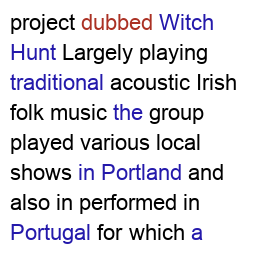 project dubbed Witch
Hunt Largely playing
traditional acoustic Irish
folk music the group
played various local
shows in Portland and
also in performed in
Portugal for which a